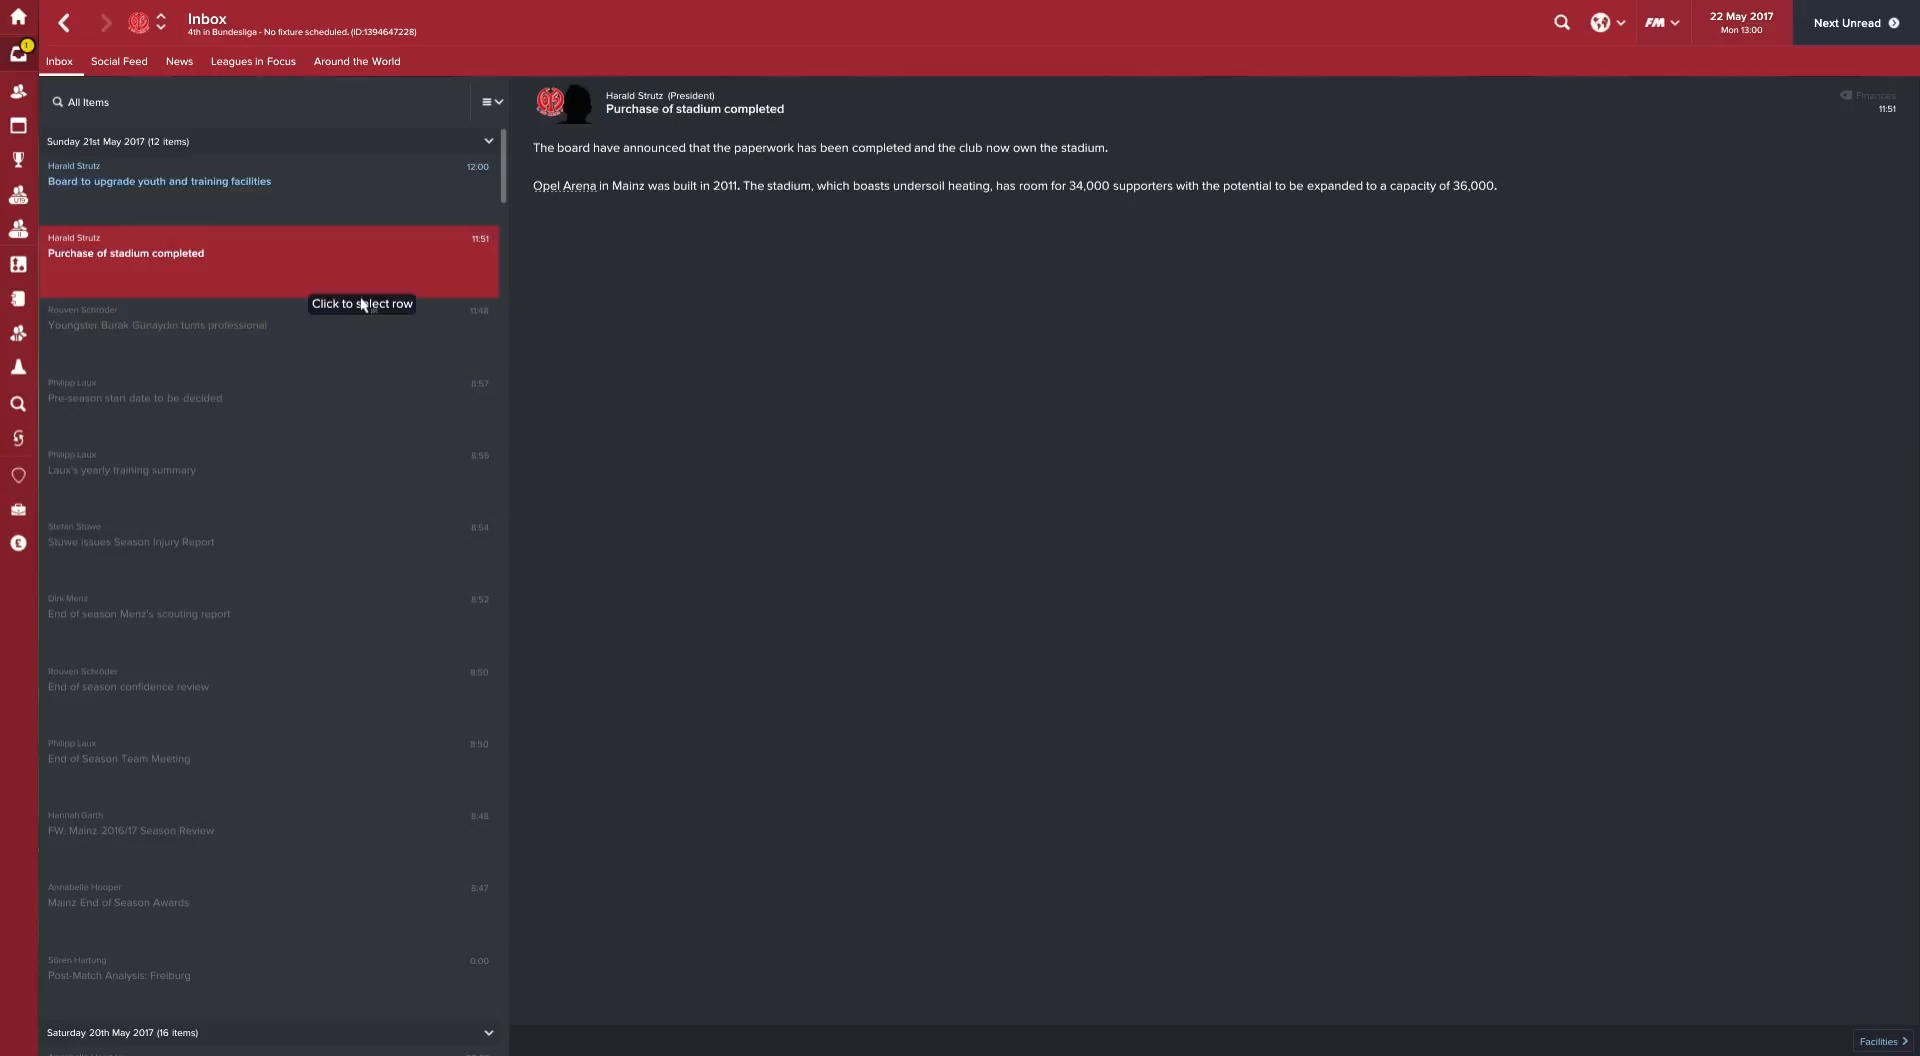 Inbox
4th in Bundesliga - No fixture scheduled. (ID:1394647228)
FM
22 May 2017
Mon 13:00
Next Unread
1
Inbox
Social Feed
News
Leagues in Focus
Around the World
All Items
Sunday 21st May 2017 (12 items)
Harald Strutz
12:00
Board to upgrade youth and training facilities
Harald Strutz
11:51
Purchase of stadium completed
Click to select row
Rouven Schröder
11:48
Youngster Burak Günaydin turns professional
Philipp Laux
8:57
Pre-season start date to be decided
Philipp Laux
8:56
Laux's yearly training summary
Stefan Stüwe
8:54
Stüwe issues Season Injury Report
Dirk Menz
8:52
End of season Menz's scouting report
Rouven Schröder
8:50
End of season confidence review
Philipp Laux
8:50
End of Season Team Meeting
Hannah Garth
8:48
FW: Mainz 2016/17 Season Review
Annabelle Hooper
8:47
Mainz End of Season Awards
Sören Hartung
0:00
Post-Match Analysis: Freiburg
Saturday 20th May 2017 (16 items)
Harald Strutz (President)
Purchase of stadium completed
Finances
11:51
The board have announced that the paperwork has been completed and the club now own the stadium.
Opel Arena in Mainz was built in 2011. The stadium, which boasts undersoil heating, has room for 34,000 supporters with the potential to be expanded to a capacity of 36,000.
Facilities